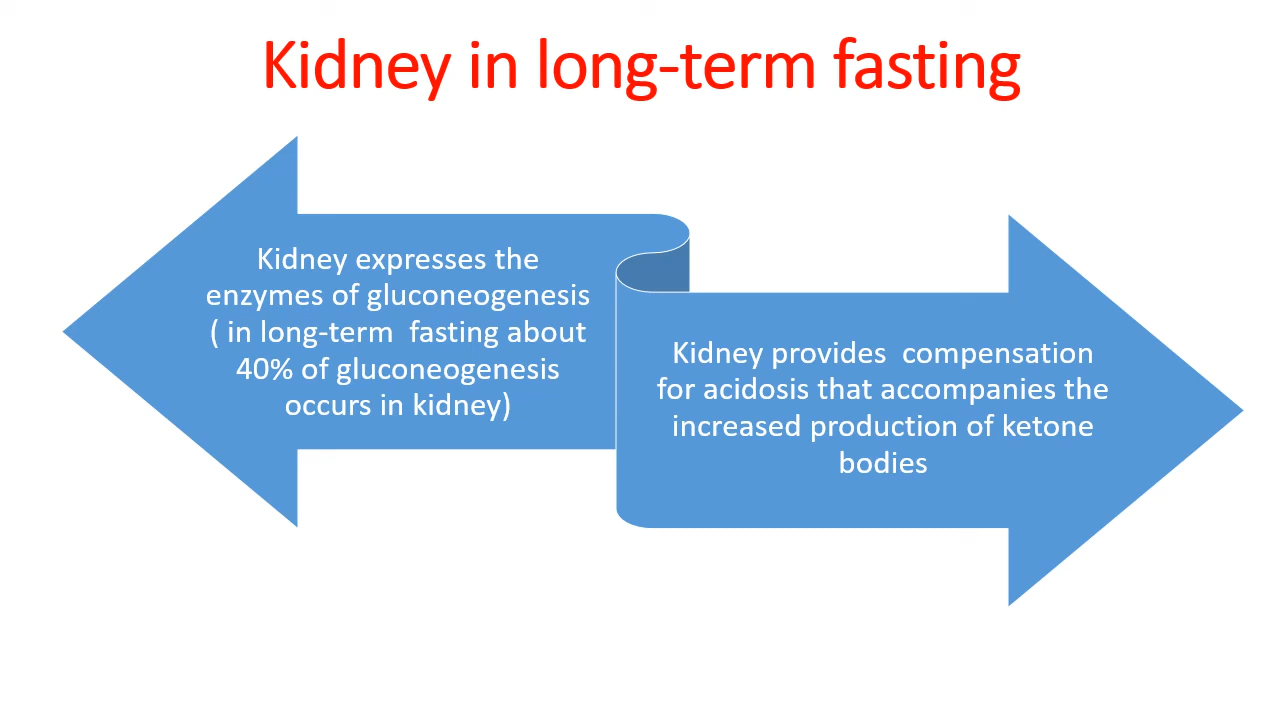 Kidney in long-term fasting
Kidney expresses the
enzymes of gluconeogenesis
( in long-term  fasting about
40% of gluconeogenesis
occurs in kidney)
Kidney provides  compensation
for acidosis that accompanies the
increased production of ketone
bodies